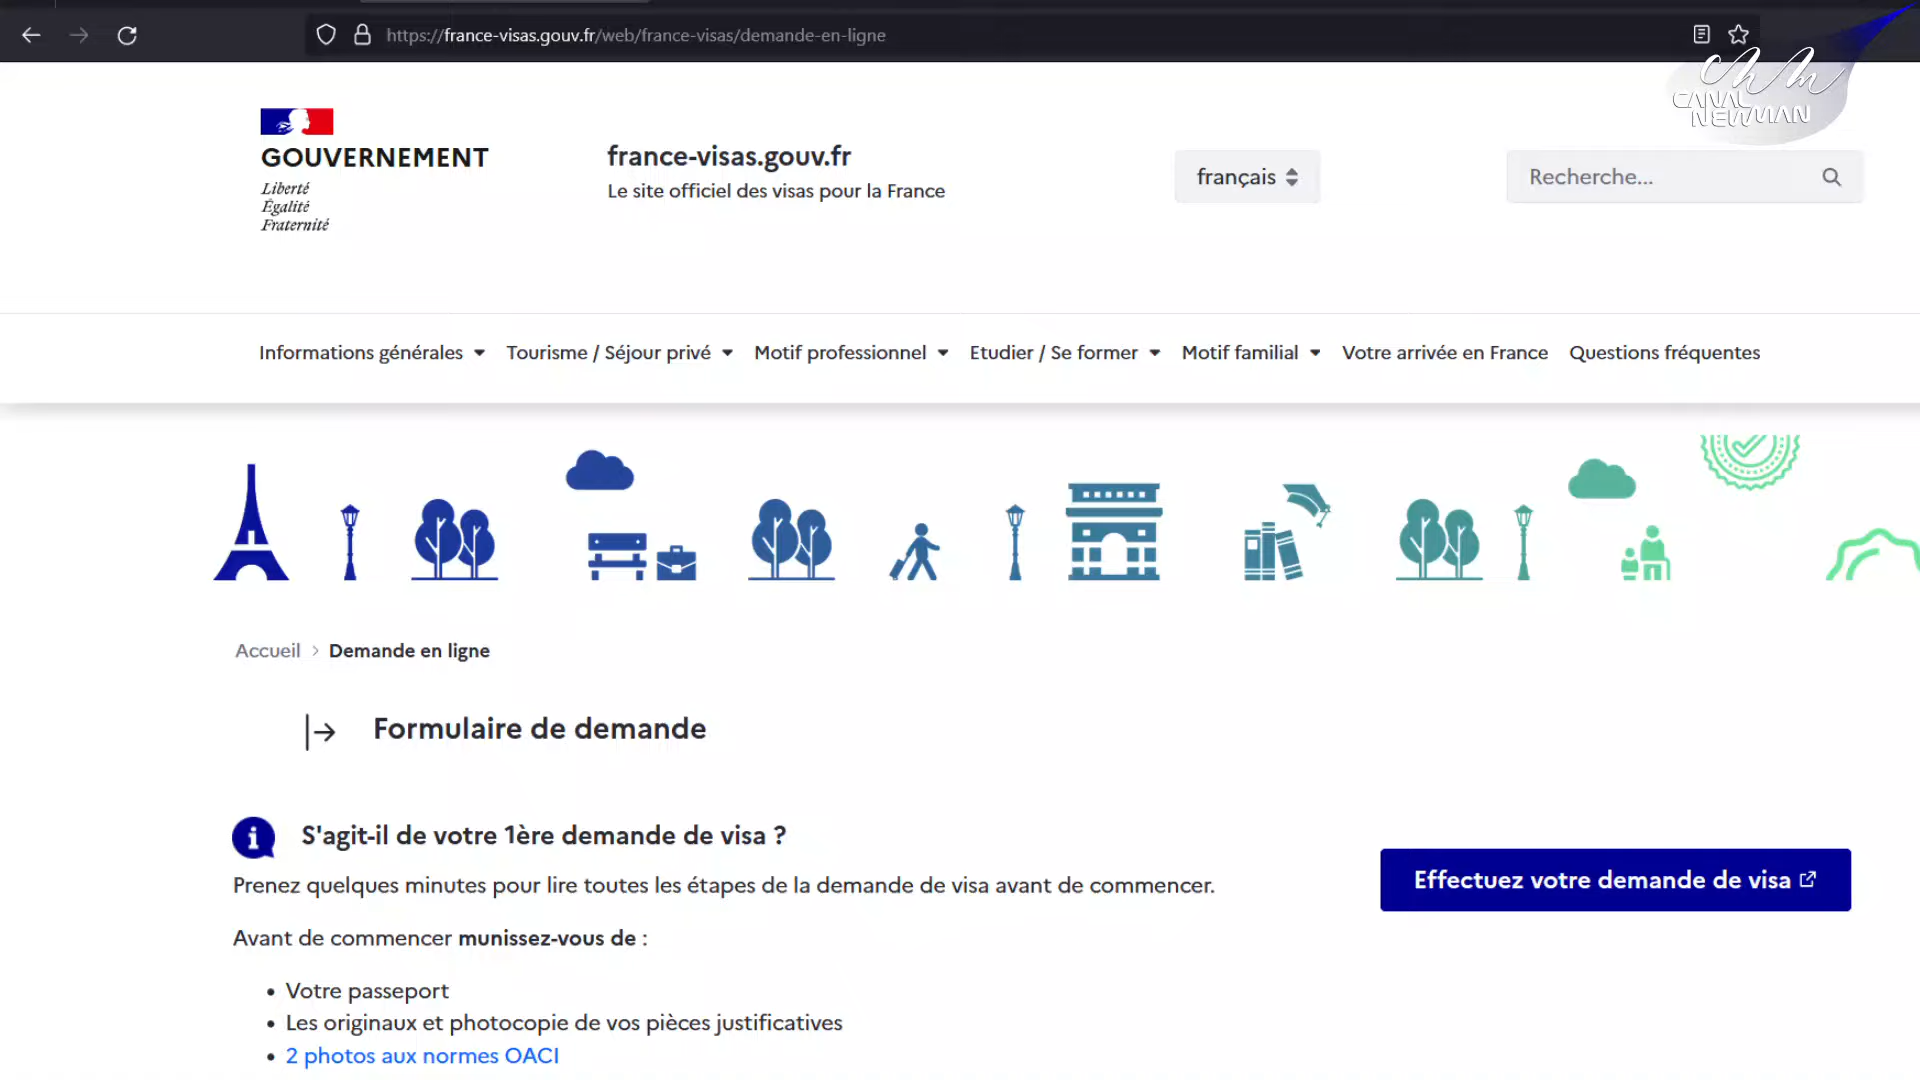 https://france-visas.gouv.fr/web/france-visas/demande-en-ligne
CANAL
NEWMAN
GOUVERNEMENT
Liberté
Égalité
Fraternité
france-visas.gouv.fr
Le site officiel des visas pour la France
français
Recherche...
Informations générales Tourisme / Séjour privé Motif professionnel Etudier / Se former Motif familial Votre arrivée en France Questions fréquentes
Accueil > Demande en ligne
Formulaire de demande
S'agit-il de votre 1ère demande de visa ?
Prenez quelques minutes pour lire toutes les étapes de la demande de visa avant de commencer.
Effectuez votre demande de visa
Avant de commencer munissez-vous de :
• Votre passeport
• Les originaux et photocopie de vos pièces justificatives
• 2 photos aux normes OACI